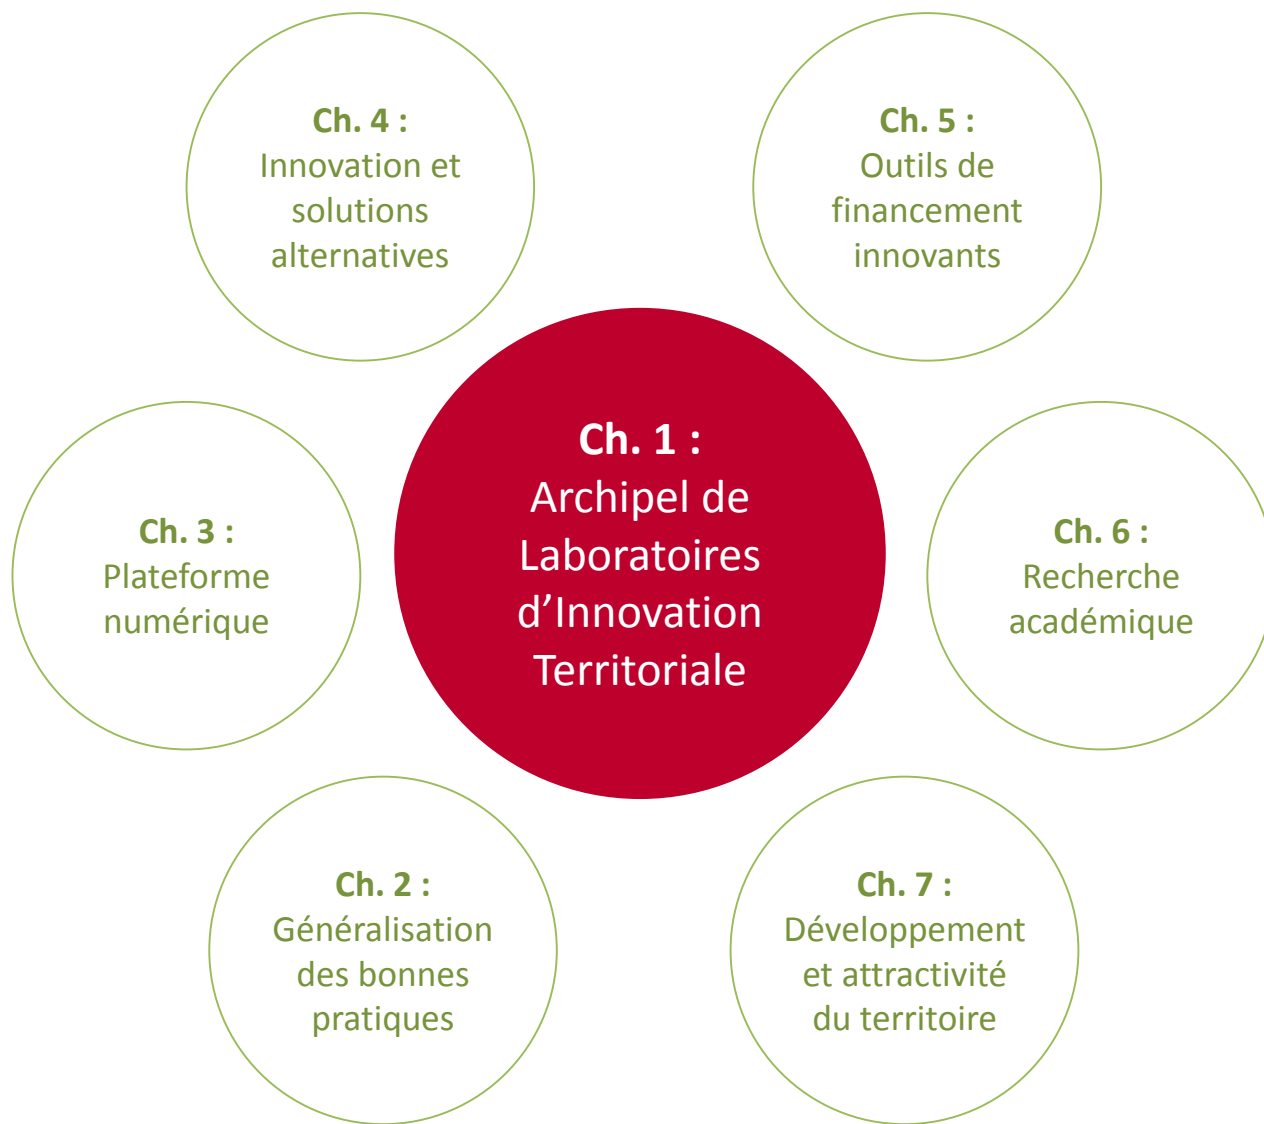 Ch. 4 :
Innovation et
solutions
alternatives
Ch. 5 :
Outils de
financement
innovants
Ch. 1 :
Archipel de
Laboratoires
d’Innovation
Territoriale
Ch. 3 :
Plateforme
numérique
Ch. 6 :
Recherche
académique
Ch. 2 :
Généralisation
des bonnes
pratiques
Ch. 7 :
Développement
et attractivité
du territoire